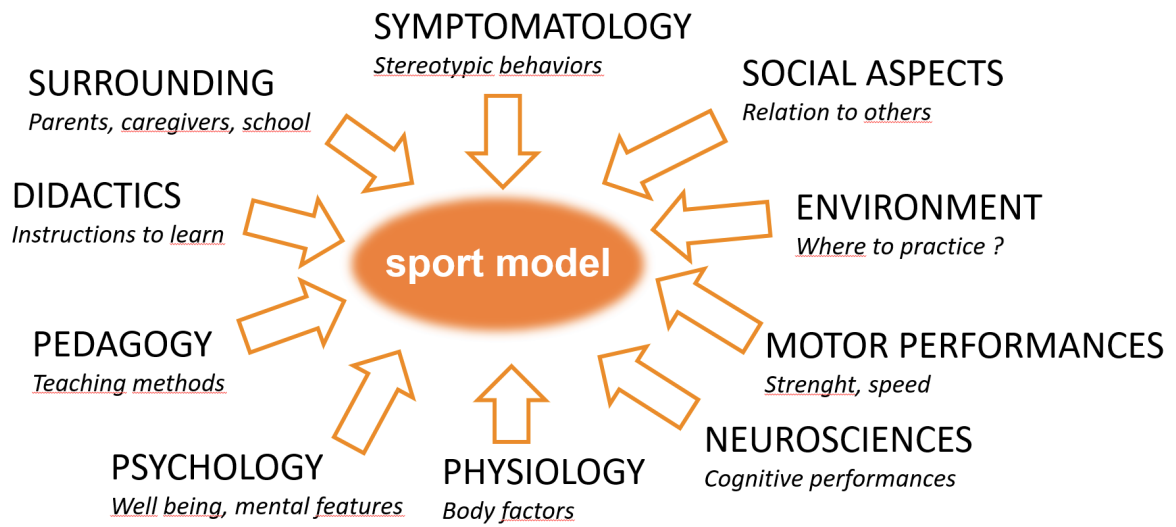 SYMPTOMATOLOGY
Stereotypic behaviors
SURROUNDING
Parents, caregivers, school
SOCIAL ASPECTS
Relation to others
DIDACTICS
Instructions to learn
ENVIRONMENT
Where to practice ?
sport model
PEDAGOGY
Teaching methods
MOTOR PERFORMANCES
Strenght, speed
PSYCHOLOGY
Well being, mental features
PHYSIOLOGY
Body factors
NEUROSCIENCES
Cognitive performances